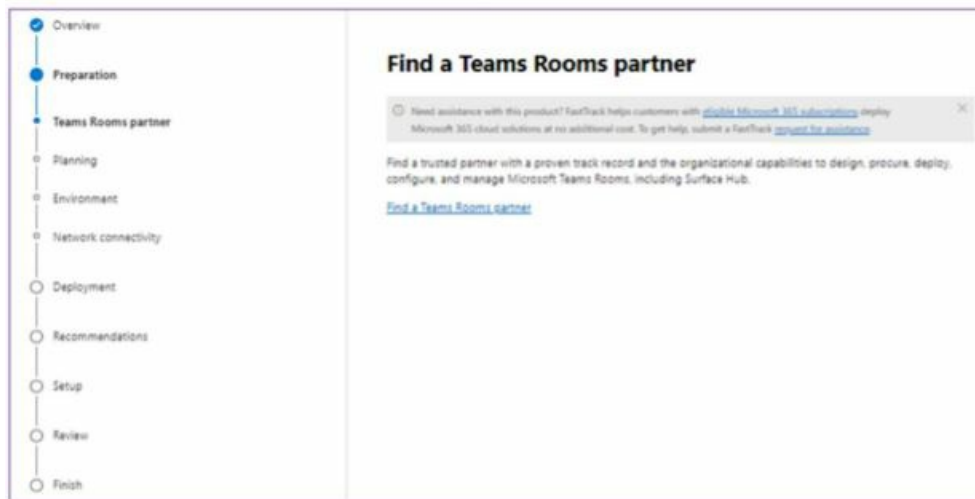 Overview
Preparation
Teams Rooms partner
Planning
Environment
Network connectivity
Deployment
Recommendations
Setup
Review
Finish
Find a Teams Rooms partner
Need assistance with this product? FastTrack helps customers with eligible Microsoft 365 subscriptions deploy
Microsoft 365 cloud solutions at no additional cost. To get help, submit a FastTrack request for assistance.
Find a trusted partner with a proven track record and the organizational capabilities to design, procure, deploy,
configure, and manage Microsoft Teams Rooms, including Surface Hub.
Find a Teams Rooms partner